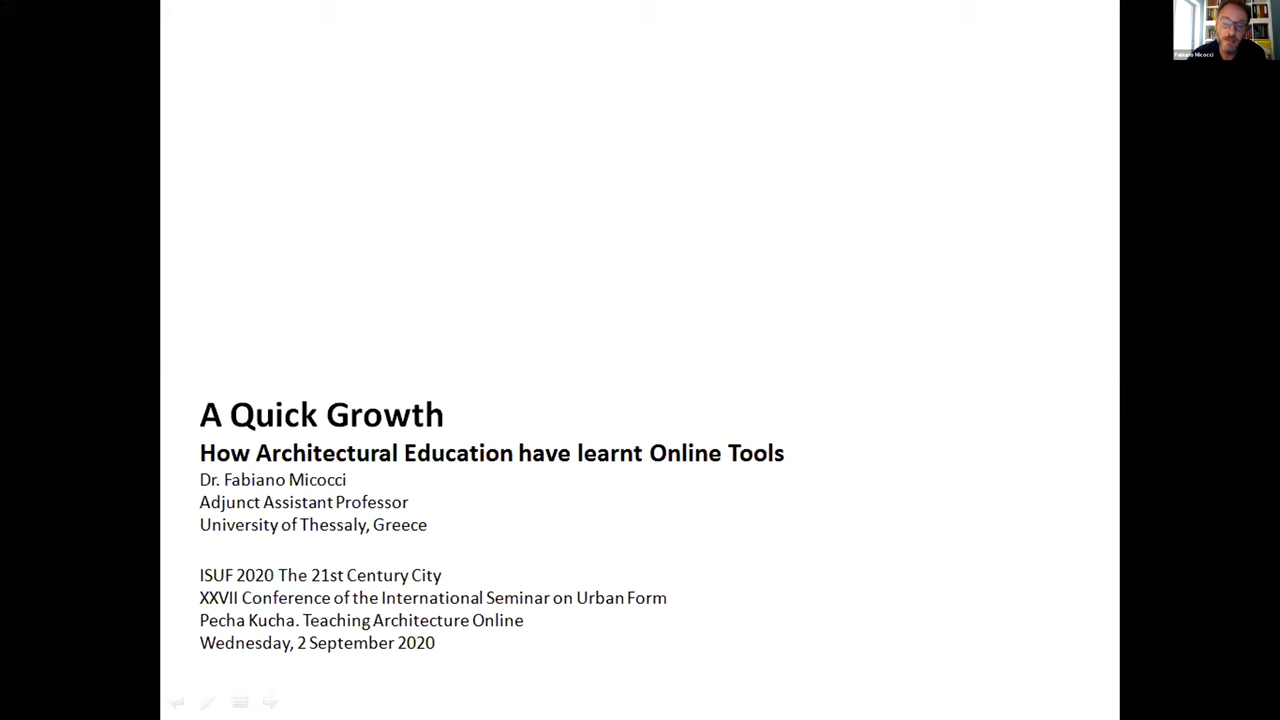 Fabiano Micocci
A Quick Growth
How Architectural Education have learnt Online Tools
Dr. Fabiano Micocci
Adjunct Assistant Professor
University of Thessaly, Greece
ISUF 2020 The 21st Century City
XXVII Conference of the International Seminar on Urban Form
Pecha Kucha. Teaching Architecture Online
Wednesday, 2 September 2020